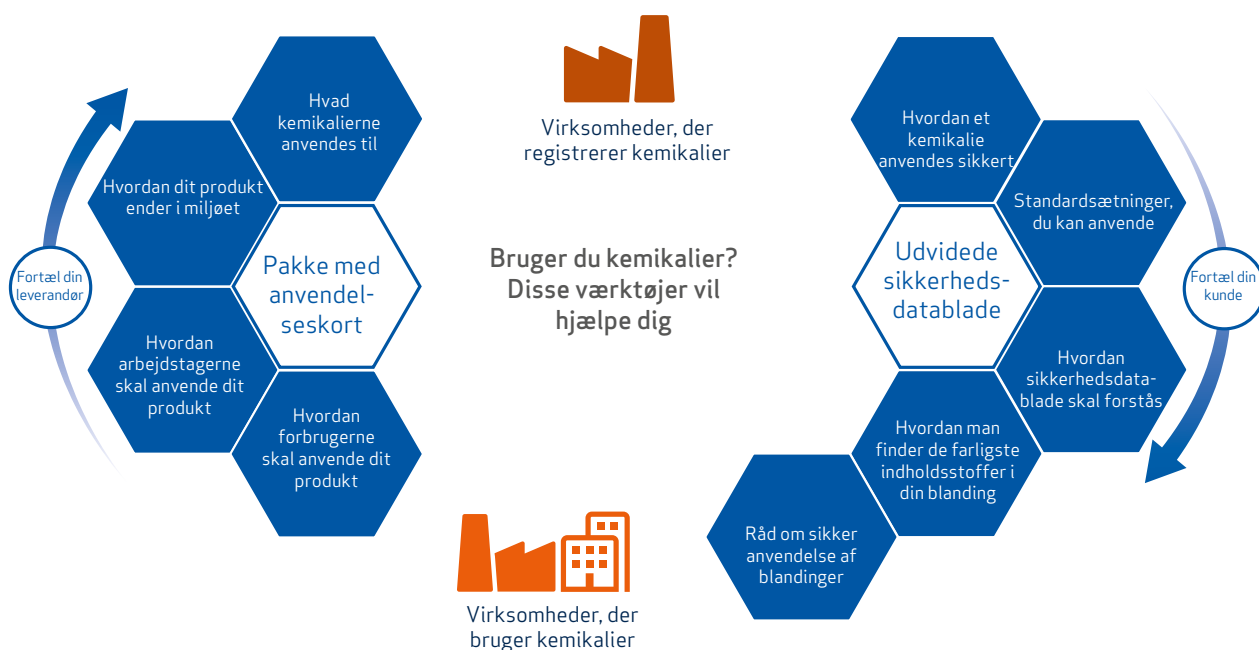 Hvad
kemikalierne
anvendes til
Hvordan dit produkt
ender i miljøet
Pakke med
anvendel-
seskort
Fortæl din
leverandør
Hvordan
arbejdstagerne
skal anvende dit
produkt
Hvordan
forbrugerne
skal anvende dit
produkt
Virksomheder, der
registrerer kemikalier
Bruger du kemikalier?
Disse værktøjer vil
hjælpe dig
Virksomheder, der
bruger kemikalier
Hvordan et
kemikalie
anvendes sikkert
Standardsætninger,
du kan anvende
Udvidede
sikkerheds-
datablade
Fortæl din
kunde
Hvordan
sikkerhedsdata-
blade skal forstås
Hvordan man
finder de farligste
indholdsstoffer i
din blanding
Råd om sikker
anvendelse af
blandinger